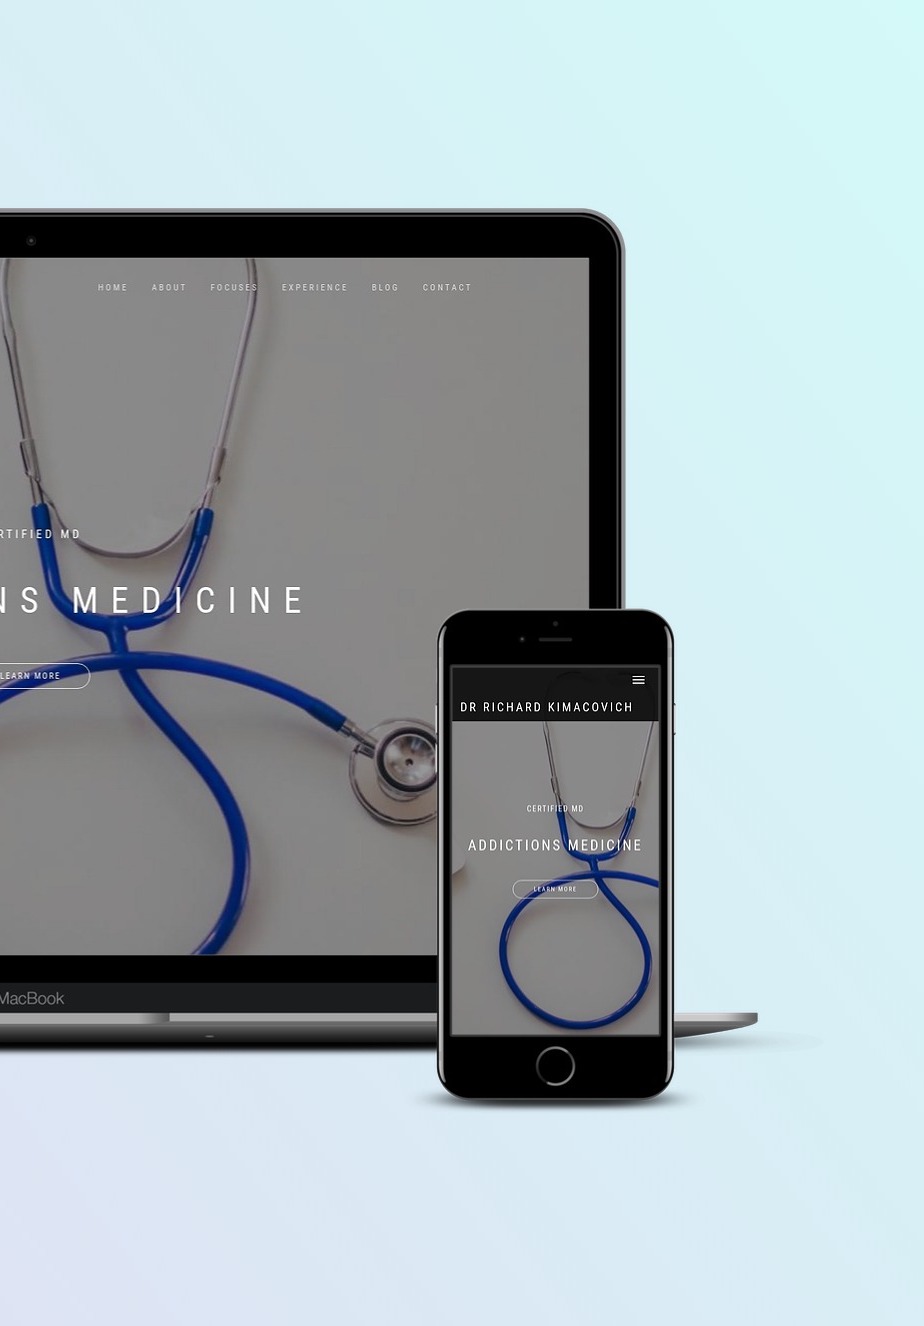 HOME ABOUT FOCUSES EXPERIENCE BLOG CONTACT
RTIFIED MD
NS MEDICINE
LEARN MORE
MacBook
DR RICHARD KIMACOVICH
CERTIFIED MD
ADDICTIONS MEDICINE
LEARN MORE